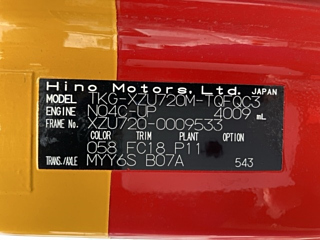 Hino Motors, Ltd. JAPAN
MODEL TKG-XZU720M-TQFQC3
ENGINE N04C-UP 4009 mL
FRAME No. XZU720-0009533
COLOR TRIM PLANT OPTION
058 FC18 P11
TRANS./AXLE MYY6S B07A 543